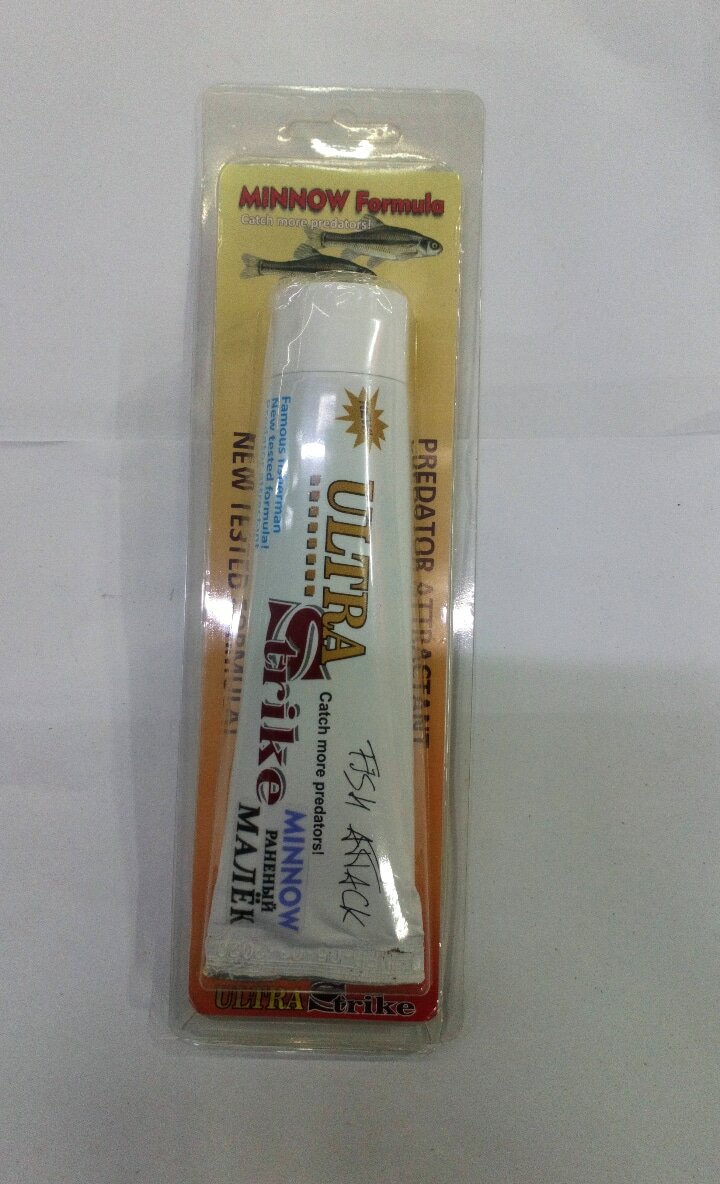 MINNOW Formula
Catch more predators!
PREDATOR ATTRACTANT
NEW TESTED FORMULA!
Famous fisherman
New tested formula!
ULTRA
Strike
Catch more predators!
FISH ATTACK
MINNOW
РАНЕНЫЙ
МАЛЁК
ULTRA Strike